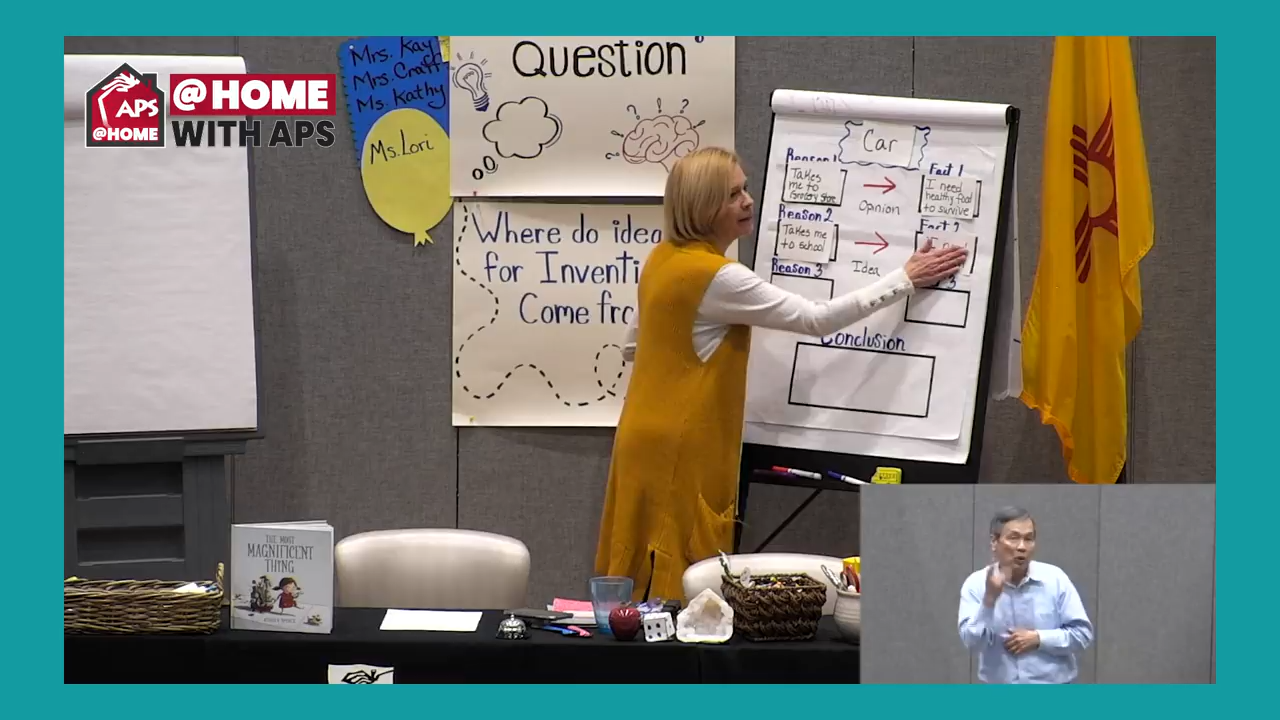 APS
@HOME
@HOME
WITH APS
Mrs. Kay
Mrs. Craft
Ms. Kathy
Ms. Lori
Question
Where do idea
for Inventi
Come fro
Car
Reason 1
Takes
me to
Grocery Store
Opinion
Fact 1
I need
healthy food
to survive
Reason 2
Takes me
to school
Idea
Fact 2
Reason 3
3
Conclusion
THE MOST
MAGNIFICENT
THING